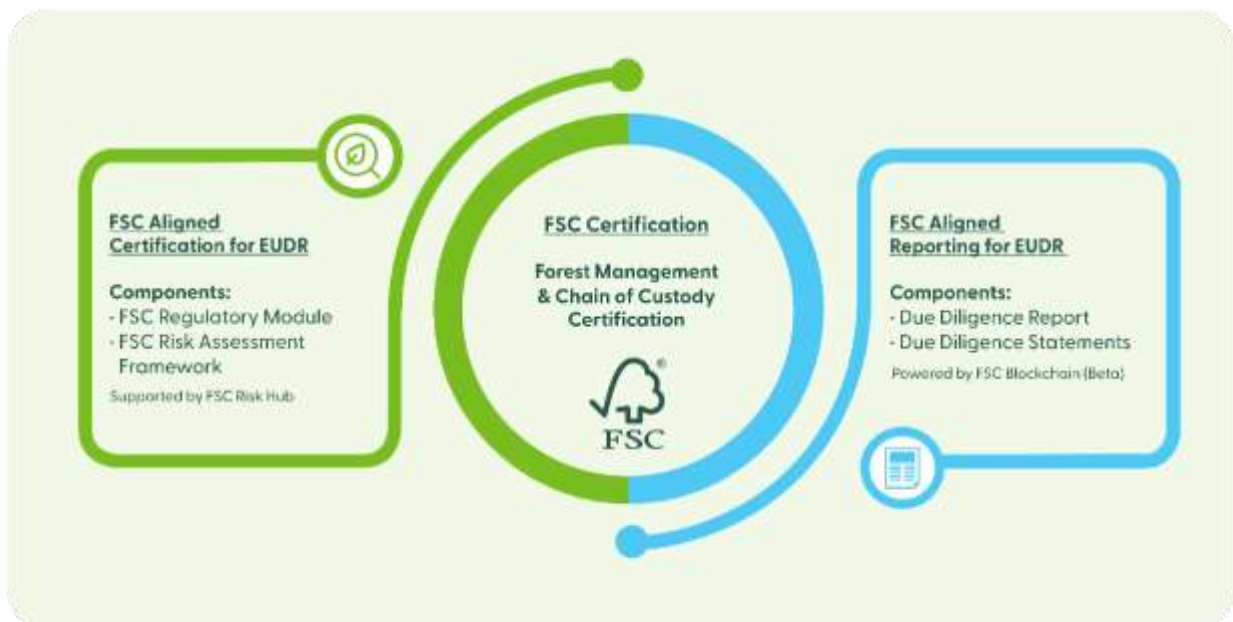 FSC Aligned
Certification for EUDR
Components:
- FSC Regulatory Module
- FSC Risk Assessment
Framework
Supported by FSC Risk Hub
FSC Certification
Forest Management
& Chain of Custody
Certification
®
FSC
FSC Aligned
Reporting for EUDR
Components:
- Due Diligence Report
- Due Diligence Statements
Powered by FSC Blockchain (Beta)